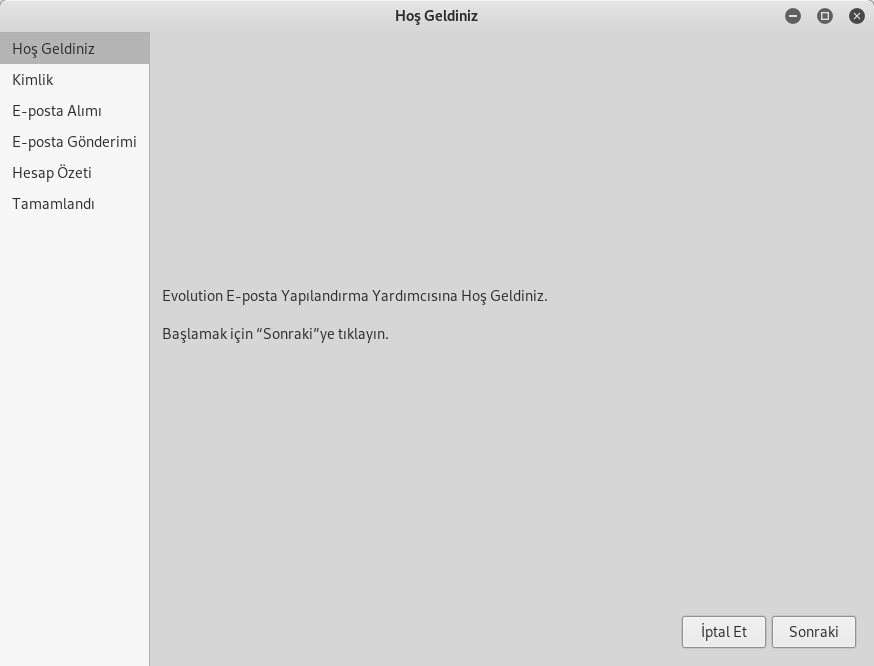 Hoş Geldiniz
Hoş Geldiniz
Kimlik
E-posta Alımı
E-posta Gönderimi
Hesap Özeti
Tamamlandı
Evolution E-posta Yapılandırma Yardımcısına Hoş Geldiniz.
Başlamak için “Sonraki”ye tıklayın.
İptal Et
Sonraki